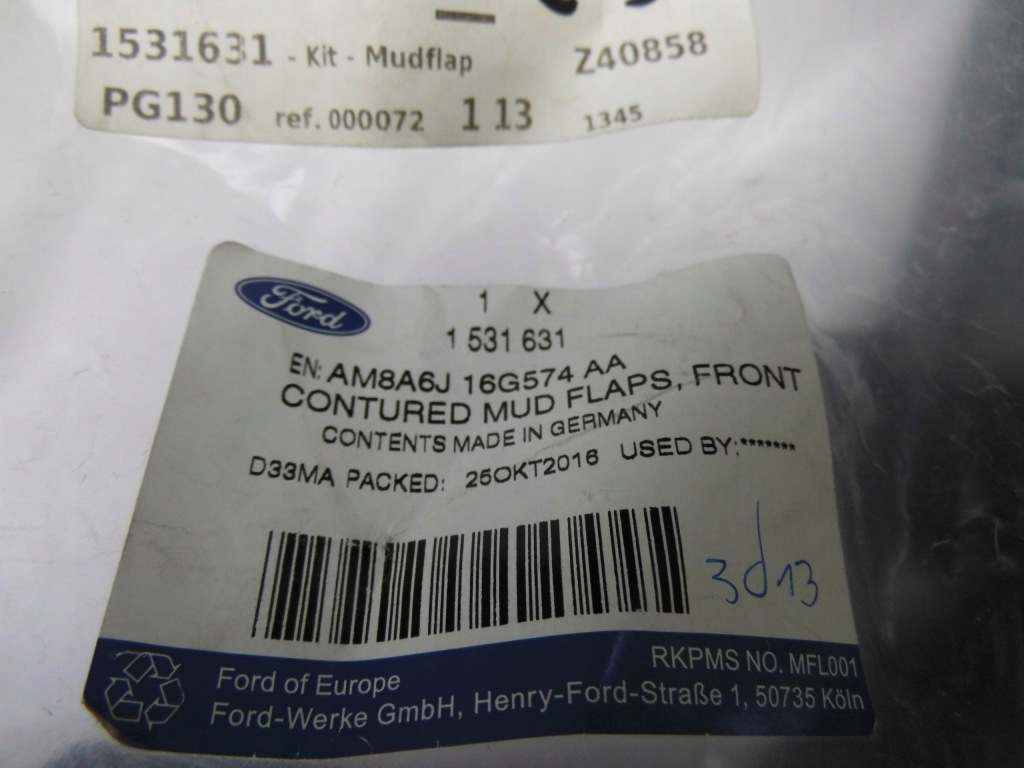 1531631 - Kit - Mudflap Z40858
PG130 ref. 000072 1 13 1345
Ford
1 X
1 531 631
EN: AM8A6J 16G574 AA
CONTURED MUD FLAPS, FRONT
CONTENTS MADE IN GERMANY
D33MA PACKED: 25OKT2016 USED BY:*******
3d13
RKPMS NO. MFL001
Ford of Europe
Ford-Werke GmbH, Henry-Ford-Straße 1, 50735 Köln